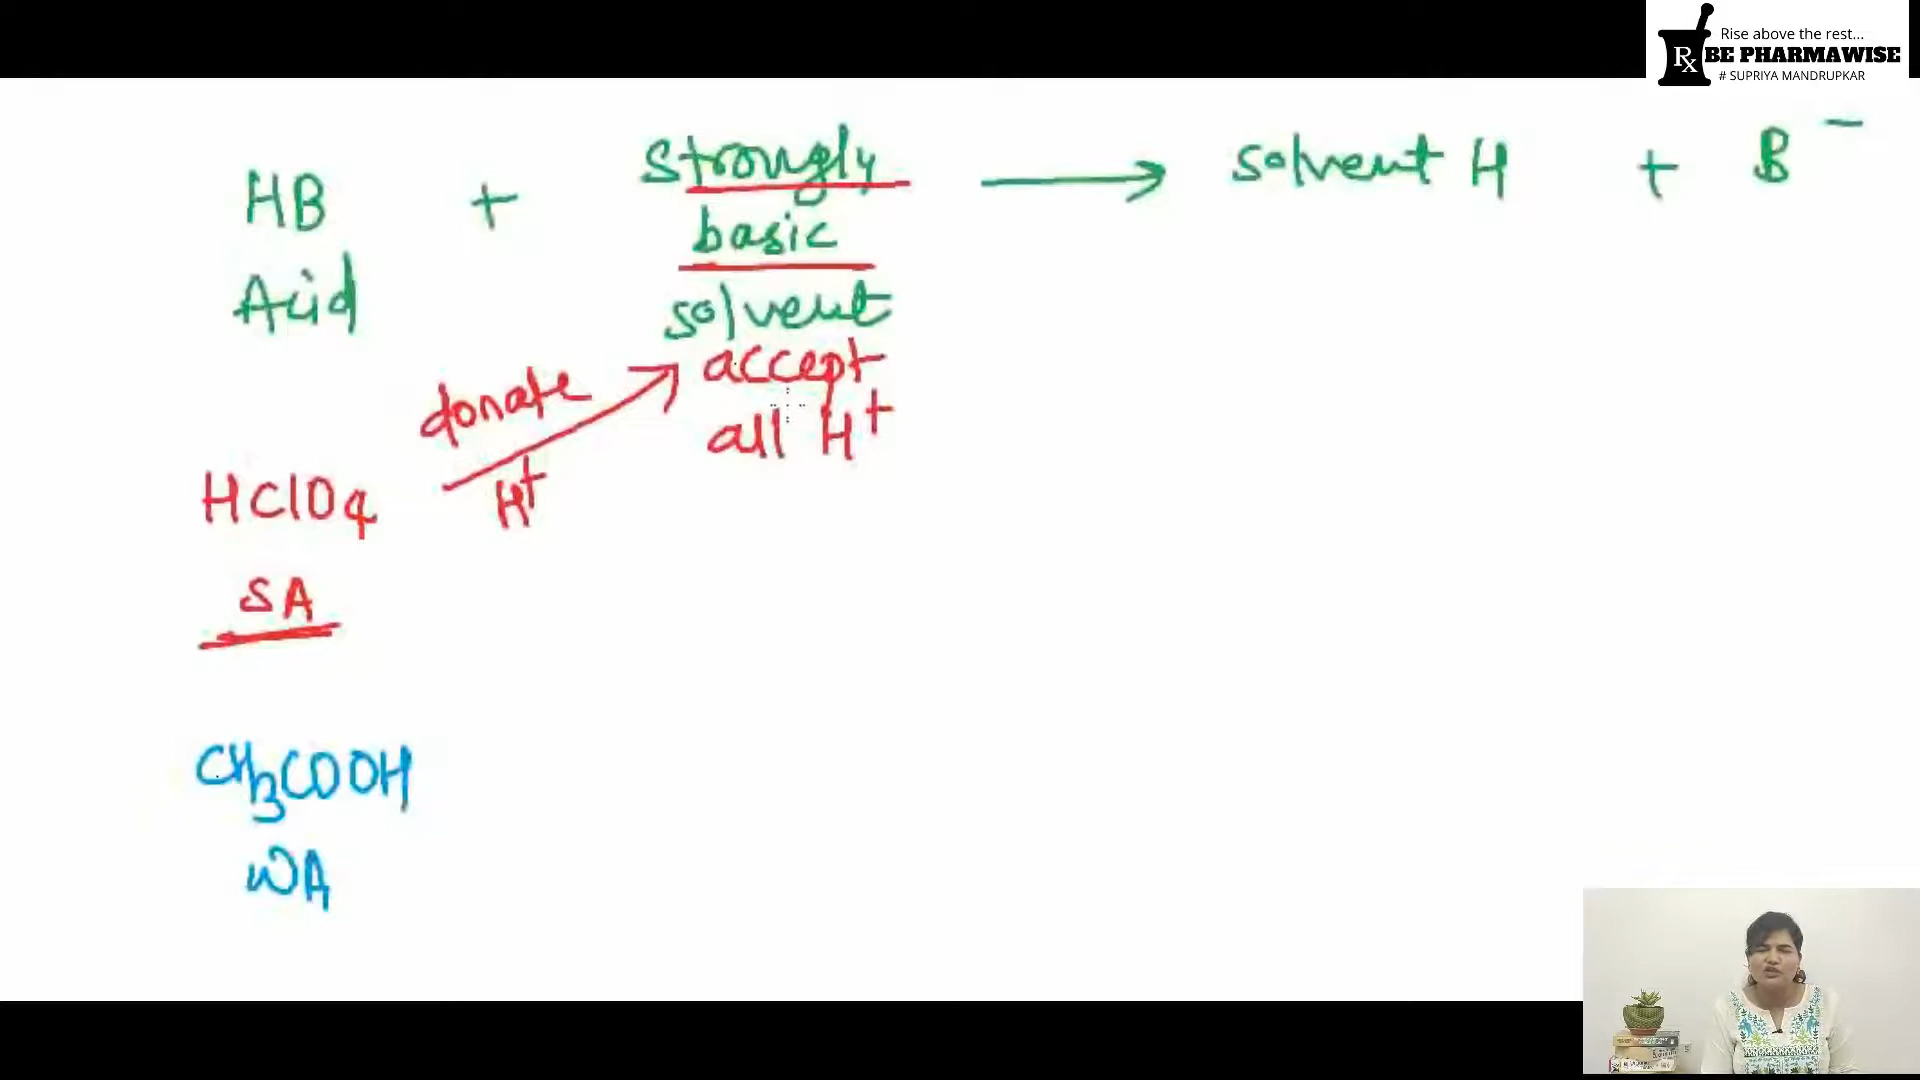 Rise above the rest...
Rx BE PHARMAWISE
# SUPRIYA MANDRUPKAR
HB + strongly basic solvent → solvent H + B⁻
Acid
accept
all H⁺
donate
H⁺
HClO4
SA
CH3COOH
WA